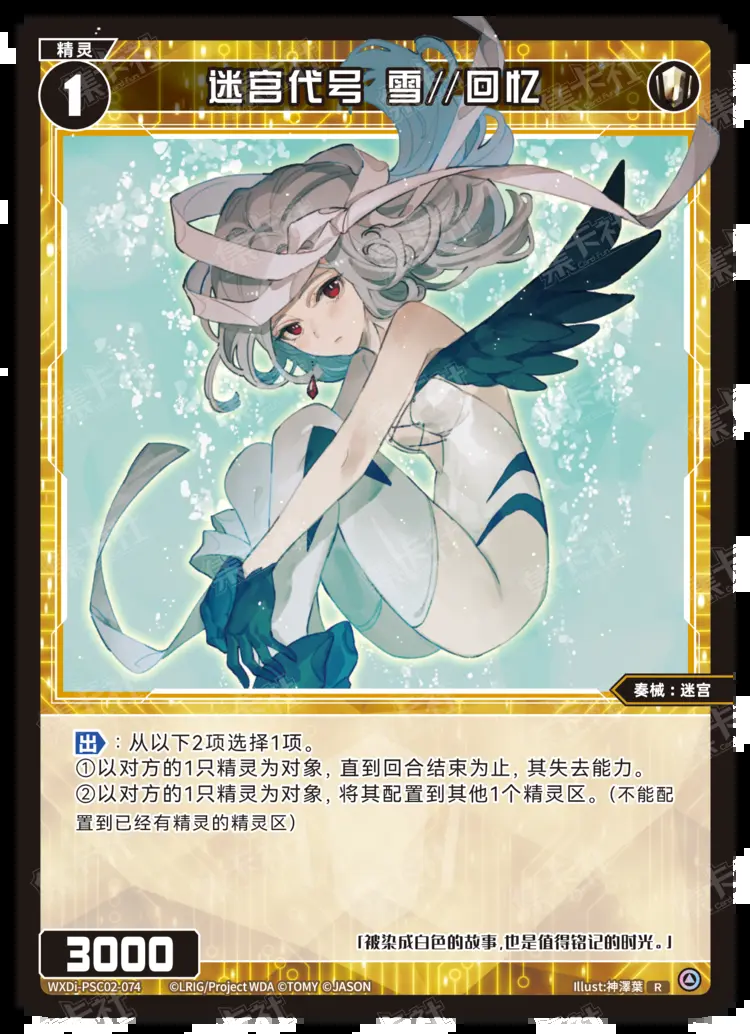 精灵
1
迷宫代号 雪//回忆
奏械：迷宫
出：从以下2项选择1项。
①以对方的1只精灵为对象，直到回合结束为止，其失去能力。
②以对方的1只精灵为对象，将其配置到其他1个精灵区。（不能配
置到已经有精灵的精灵区）
「被染成白色的故事，也是值得铭记的时光。」
3000
WXDi-PSC02-074 ©LRIG/Project WDA ©TOMY ©JASON Illust:神澤葉 R
集卡社